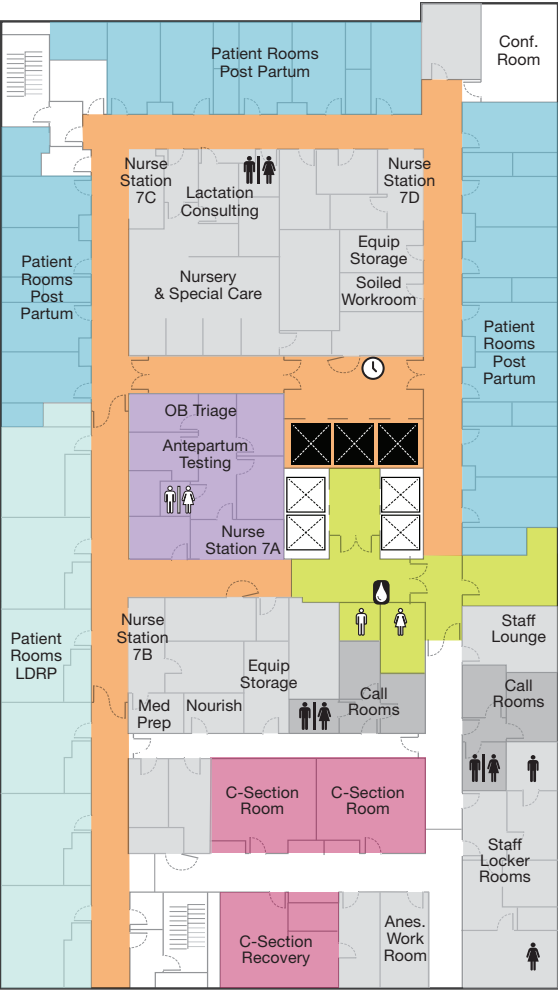 Patient Rooms
Post Partum
Conf.
Room
Nurse
Station
7C
Lactation
Consulting
Nurse
Station
7D
Equip
Storage
Nursery
& Special Care
Soiled
Workroom
Patient
Rooms
Post
Partum
Patient
Rooms
Post
Partum
OB Triage
Antepartum
Testing
Nurse
Station 7A
Nurse
Station
7B
Staff
Lounge
Patient
Rooms
LDRP
Equip
Storage
Call
Rooms
Call
Rooms
Med
Prep
Nourish
C-Section
Room
C-Section
Room
Staff
Locker
Rooms
C-Section
Recovery
Anes.
Work
Room